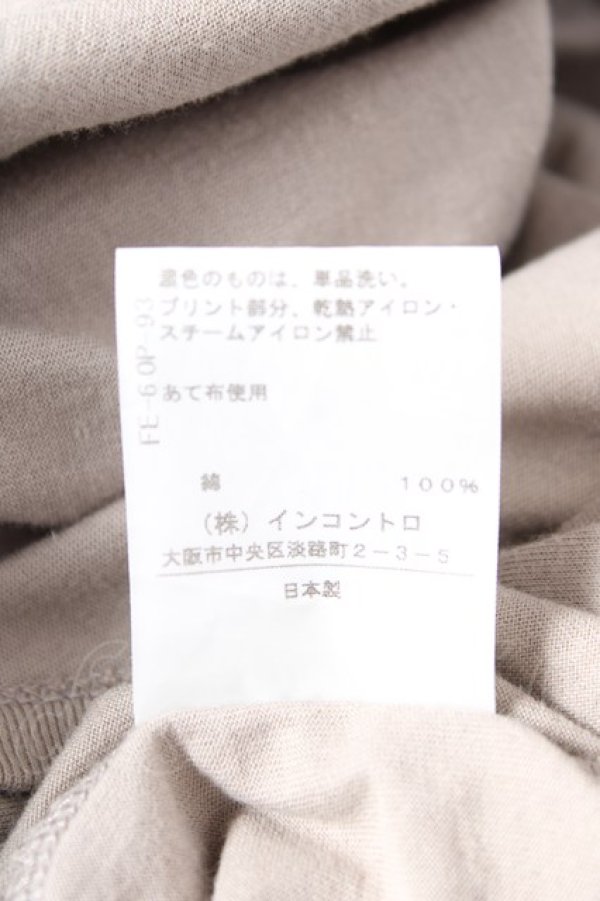 濃色のものは、単品洗い。
プリント部分、乾熱アイロン・
スチームアイロン禁止
あて布使用
綿 100%
(株)インコントロ
大阪市中央区淡路町2-3-5
日本製